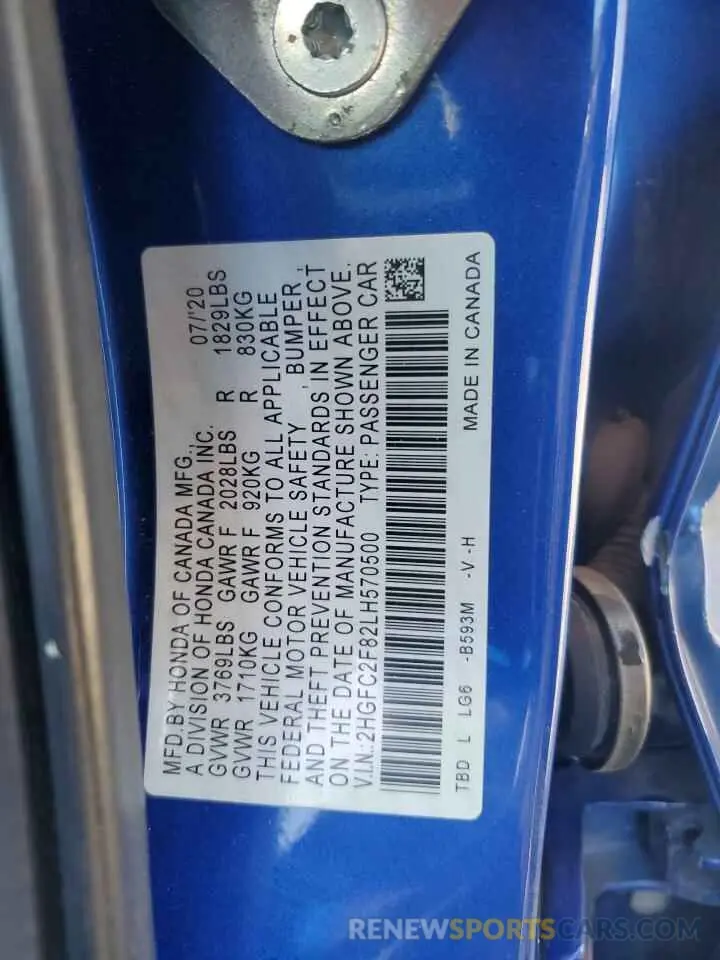 MFD.BY HONDA OF CANADA MFG., 07/'20
A DIVISION OF HONDA CANADA INC.
GVWR 3769LBS GAWR F 2028LBS R 1829LBS
GVWR 1710KG GAWR F 920KG R 830KG
THIS VEHICLE CONFORMS TO ALL APPLICABLE
FEDERAL MOTOR VEHICLE SAFETY , BUMPER ,
AND THEFT PREVENTION STANDARDS IN EFFECT
ON THE DATE OF MANUFACTURE SHOWN ABOVE.
V.I.N.:2HGFC2F82LH570500 TYPE: PASSENGER CAR
TBD L LG6 -B593M -V -H MADE IN CANADA
RENEWSPORTSCARS.COM